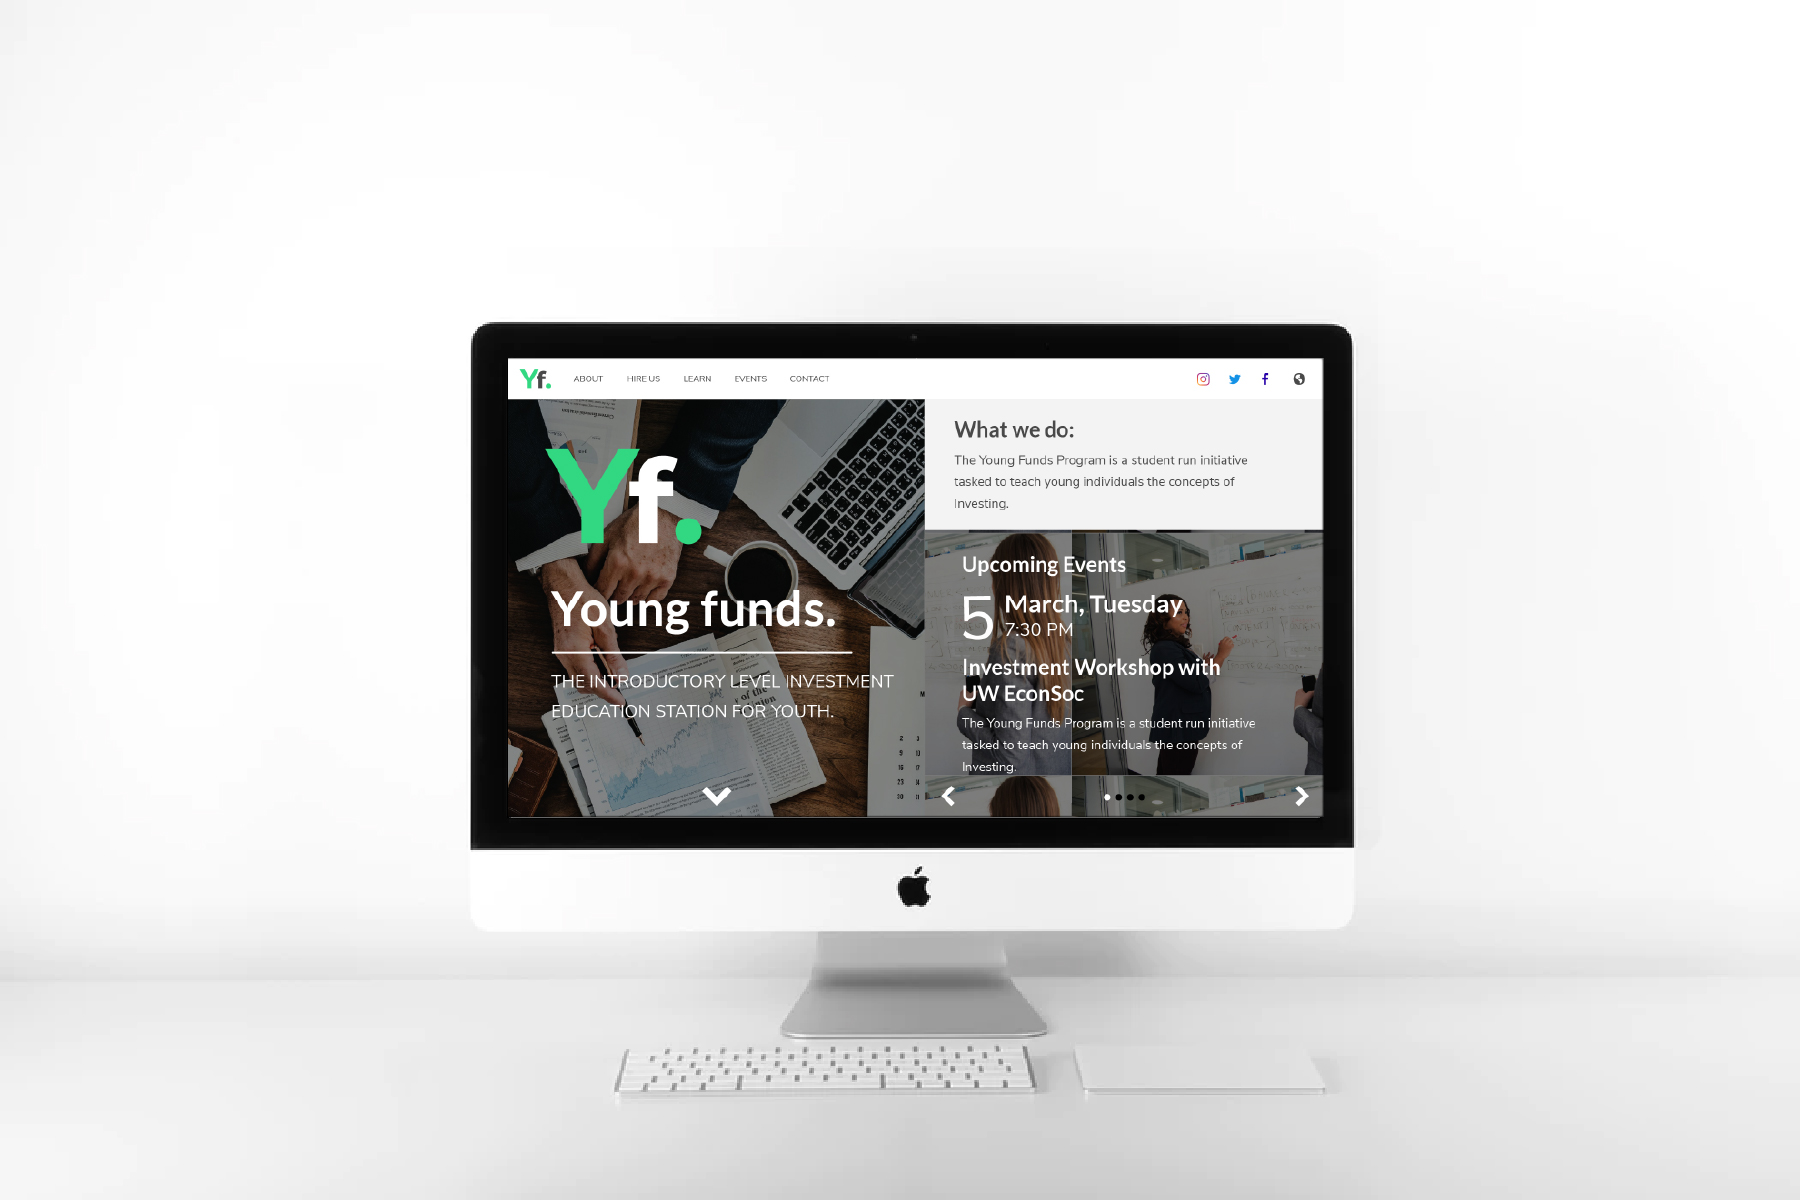 Yf.
ABOUT
HIRE US
LEARN
EVENTS
CONTACT
Yf.
Young funds.
THE INTRODUCTORY LEVEL INVESTMENT
EDUCATION STATION FOR YOUTH.
What we do:
The Young Funds Program is a student run initiative
tasked to teach young individuals the concepts of
Investing.
Upcoming Events
5
March, Tuesday
7:30 PM
Investment Workshop with
UW EconSoc
The Young Funds Program is a student run initiative
tasked to teach young individuals the concepts of
Investing.